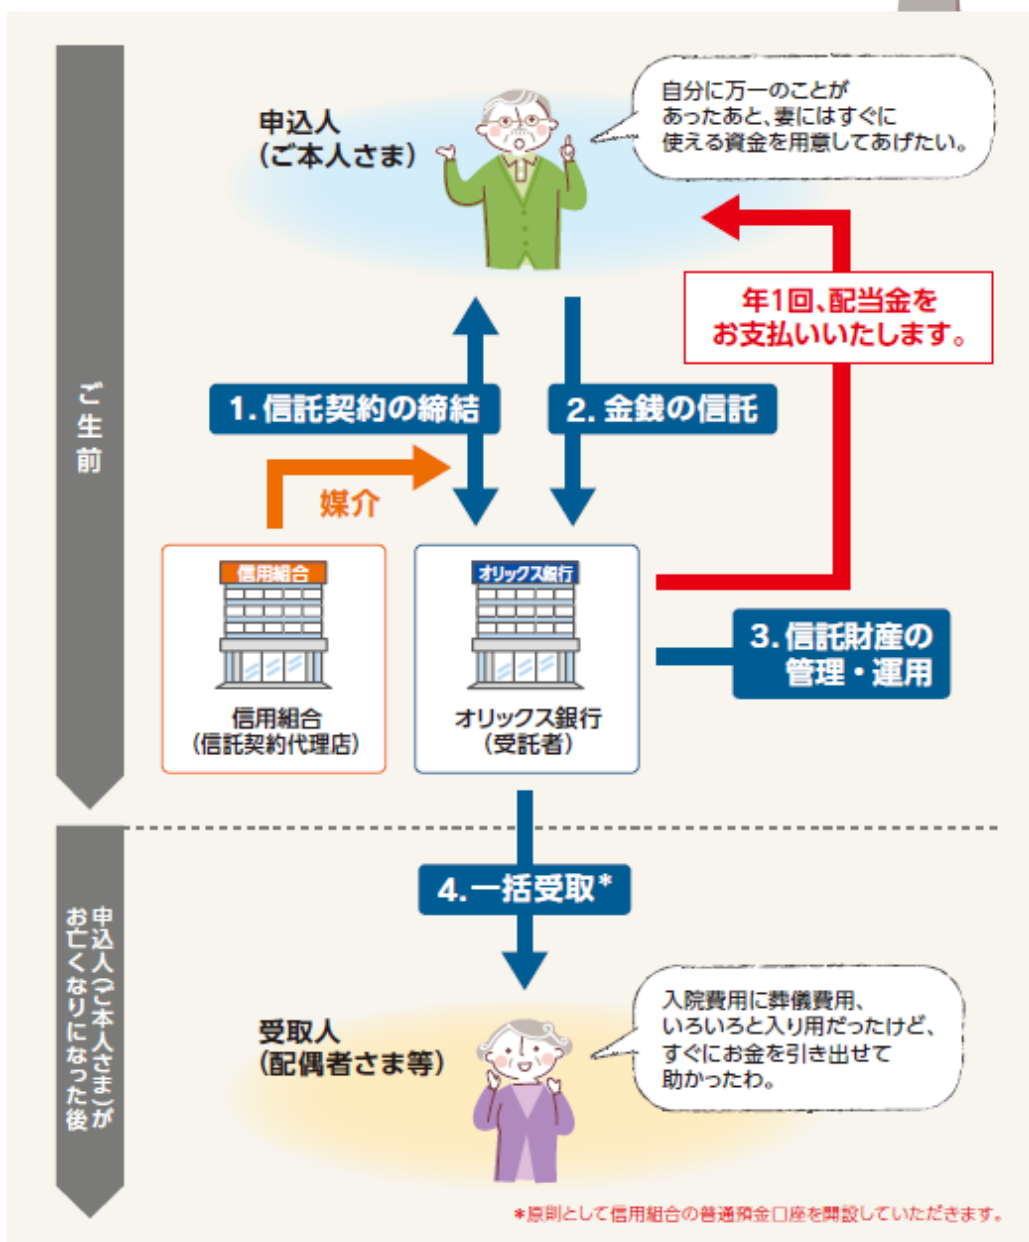 申込人
（ご本人さま）
自分に万一のことが
あったあと、妻にはすぐに
使える資金を用意してあげたい。
年1回、配当金を
お支払いいたします。
ご生前
1.信託契約の締結
2.金銭の信託
媒介
信用組合
信用組合
（信託契約代理店）
オリックス銀行
オリックス銀行
（受託者）
3.信託財産の
管理・運用
4.一括受取*
申込人（ご本人さま）が
お亡くなりになった後
受取人
（配偶者さま等）
入院費用に葬儀費用、
いろいろと入り用だったけど、
すぐにお金を引き出せて
助かったわ。
*原則として信用組合の普通預金口座を開設していただきます。